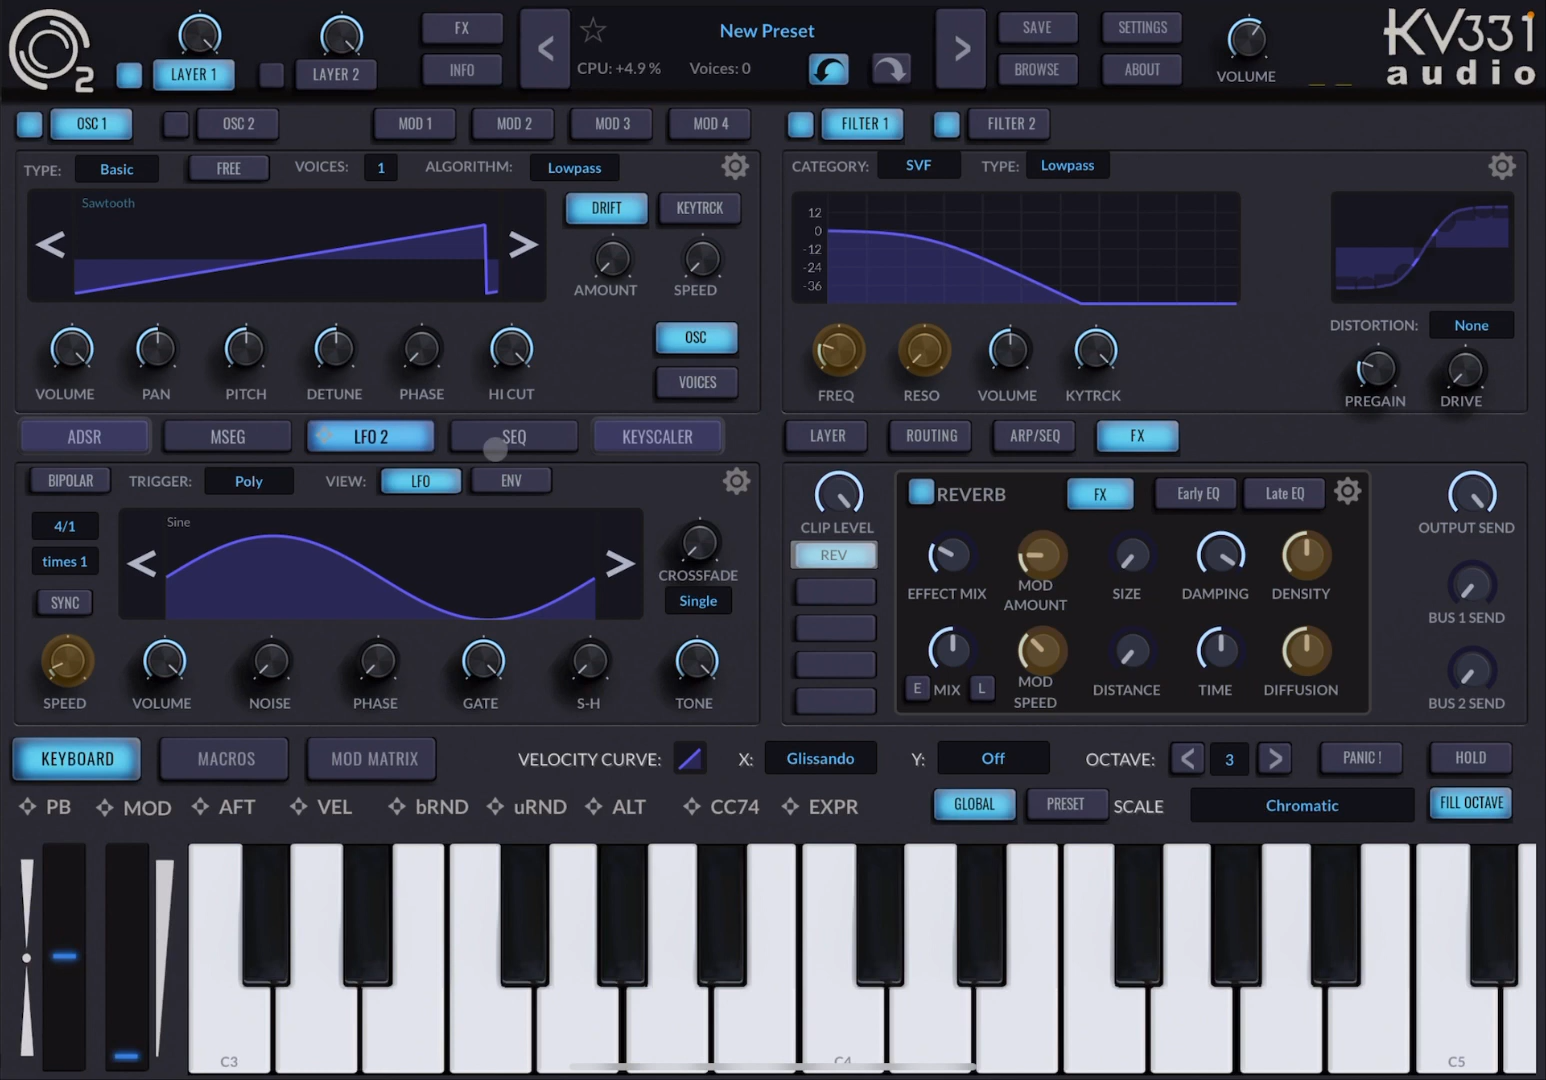 LAYER 1
LAYER 2
FX
INFO
New Preset
CPU: +4.9 %
Voices: 0
SAVE
BROWSE
SETTINGS
ABOUT
VOLUME
KV331
audio
OSC 1
OSC 2
MOD 1
MOD 2
MOD 3
MOD 4
FILTER 1
FILTER 2
TYPE: Basic
FREE
VOICES: 1
ALGORITHM: Lowpass
CATEGORY: SVF
TYPE: Lowpass
Sawtooth
DRIFT
KEYTRCK
AMOUNT
SPEED
12
0
-12
-24
-36
DISTORTION: None
OSC
VOICES
VOLUME
PAN
PITCH
DETUNE
PHASE
HI CUT
FREQ
RESO
VOLUME
KYTRCK
PREGAIN
DRIVE
ADSR
MSEG
LFO 2
SEQ
KEYSCALER
LAYER
ROUTING
ARP/SEQ
FX
BIPOLAR
TRIGGER: Poly
VIEW: LFO
ENV
4/1
times 1
SYNC
Sine
CROSSFADE
Single
SPEED
VOLUME
NOISE
PHASE
GATE
S-H
TONE
CLIP LEVEL
REV
REVERB
FX
Early EQ
Late EQ
EFFECT MIX
MOD AMOUNT
SIZE
DAMPING
DENSITY
E MIX L
MOD SPEED
DISTANCE
TIME
DIFFUSION
OUTPUT SEND
BUS 1 SEND
BUS 2 SEND
KEYBOARD
MACROS
MOD MATRIX
VELOCITY CURVE:
X: Glissando
Y: Off
OCTAVE: < 3 >
PANIC !
HOLD
PB
MOD
AFT
VEL
bRND
uRND
ALT
CC74
EXPR
GLOBAL
PRESET
SCALE
Chromatic
FILL OCTAVE
C3
C4
C5